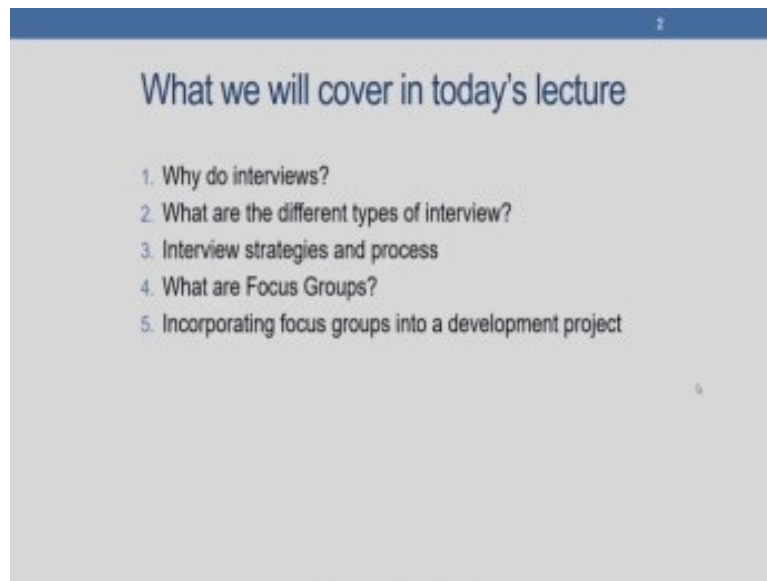 2
What we will cover in today's lecture
1. Why do interviews?
2. What are the different types of interview?
3. Interview strategies and process
4. What are Focus Groups?
5. Incorporating focus groups into a development project